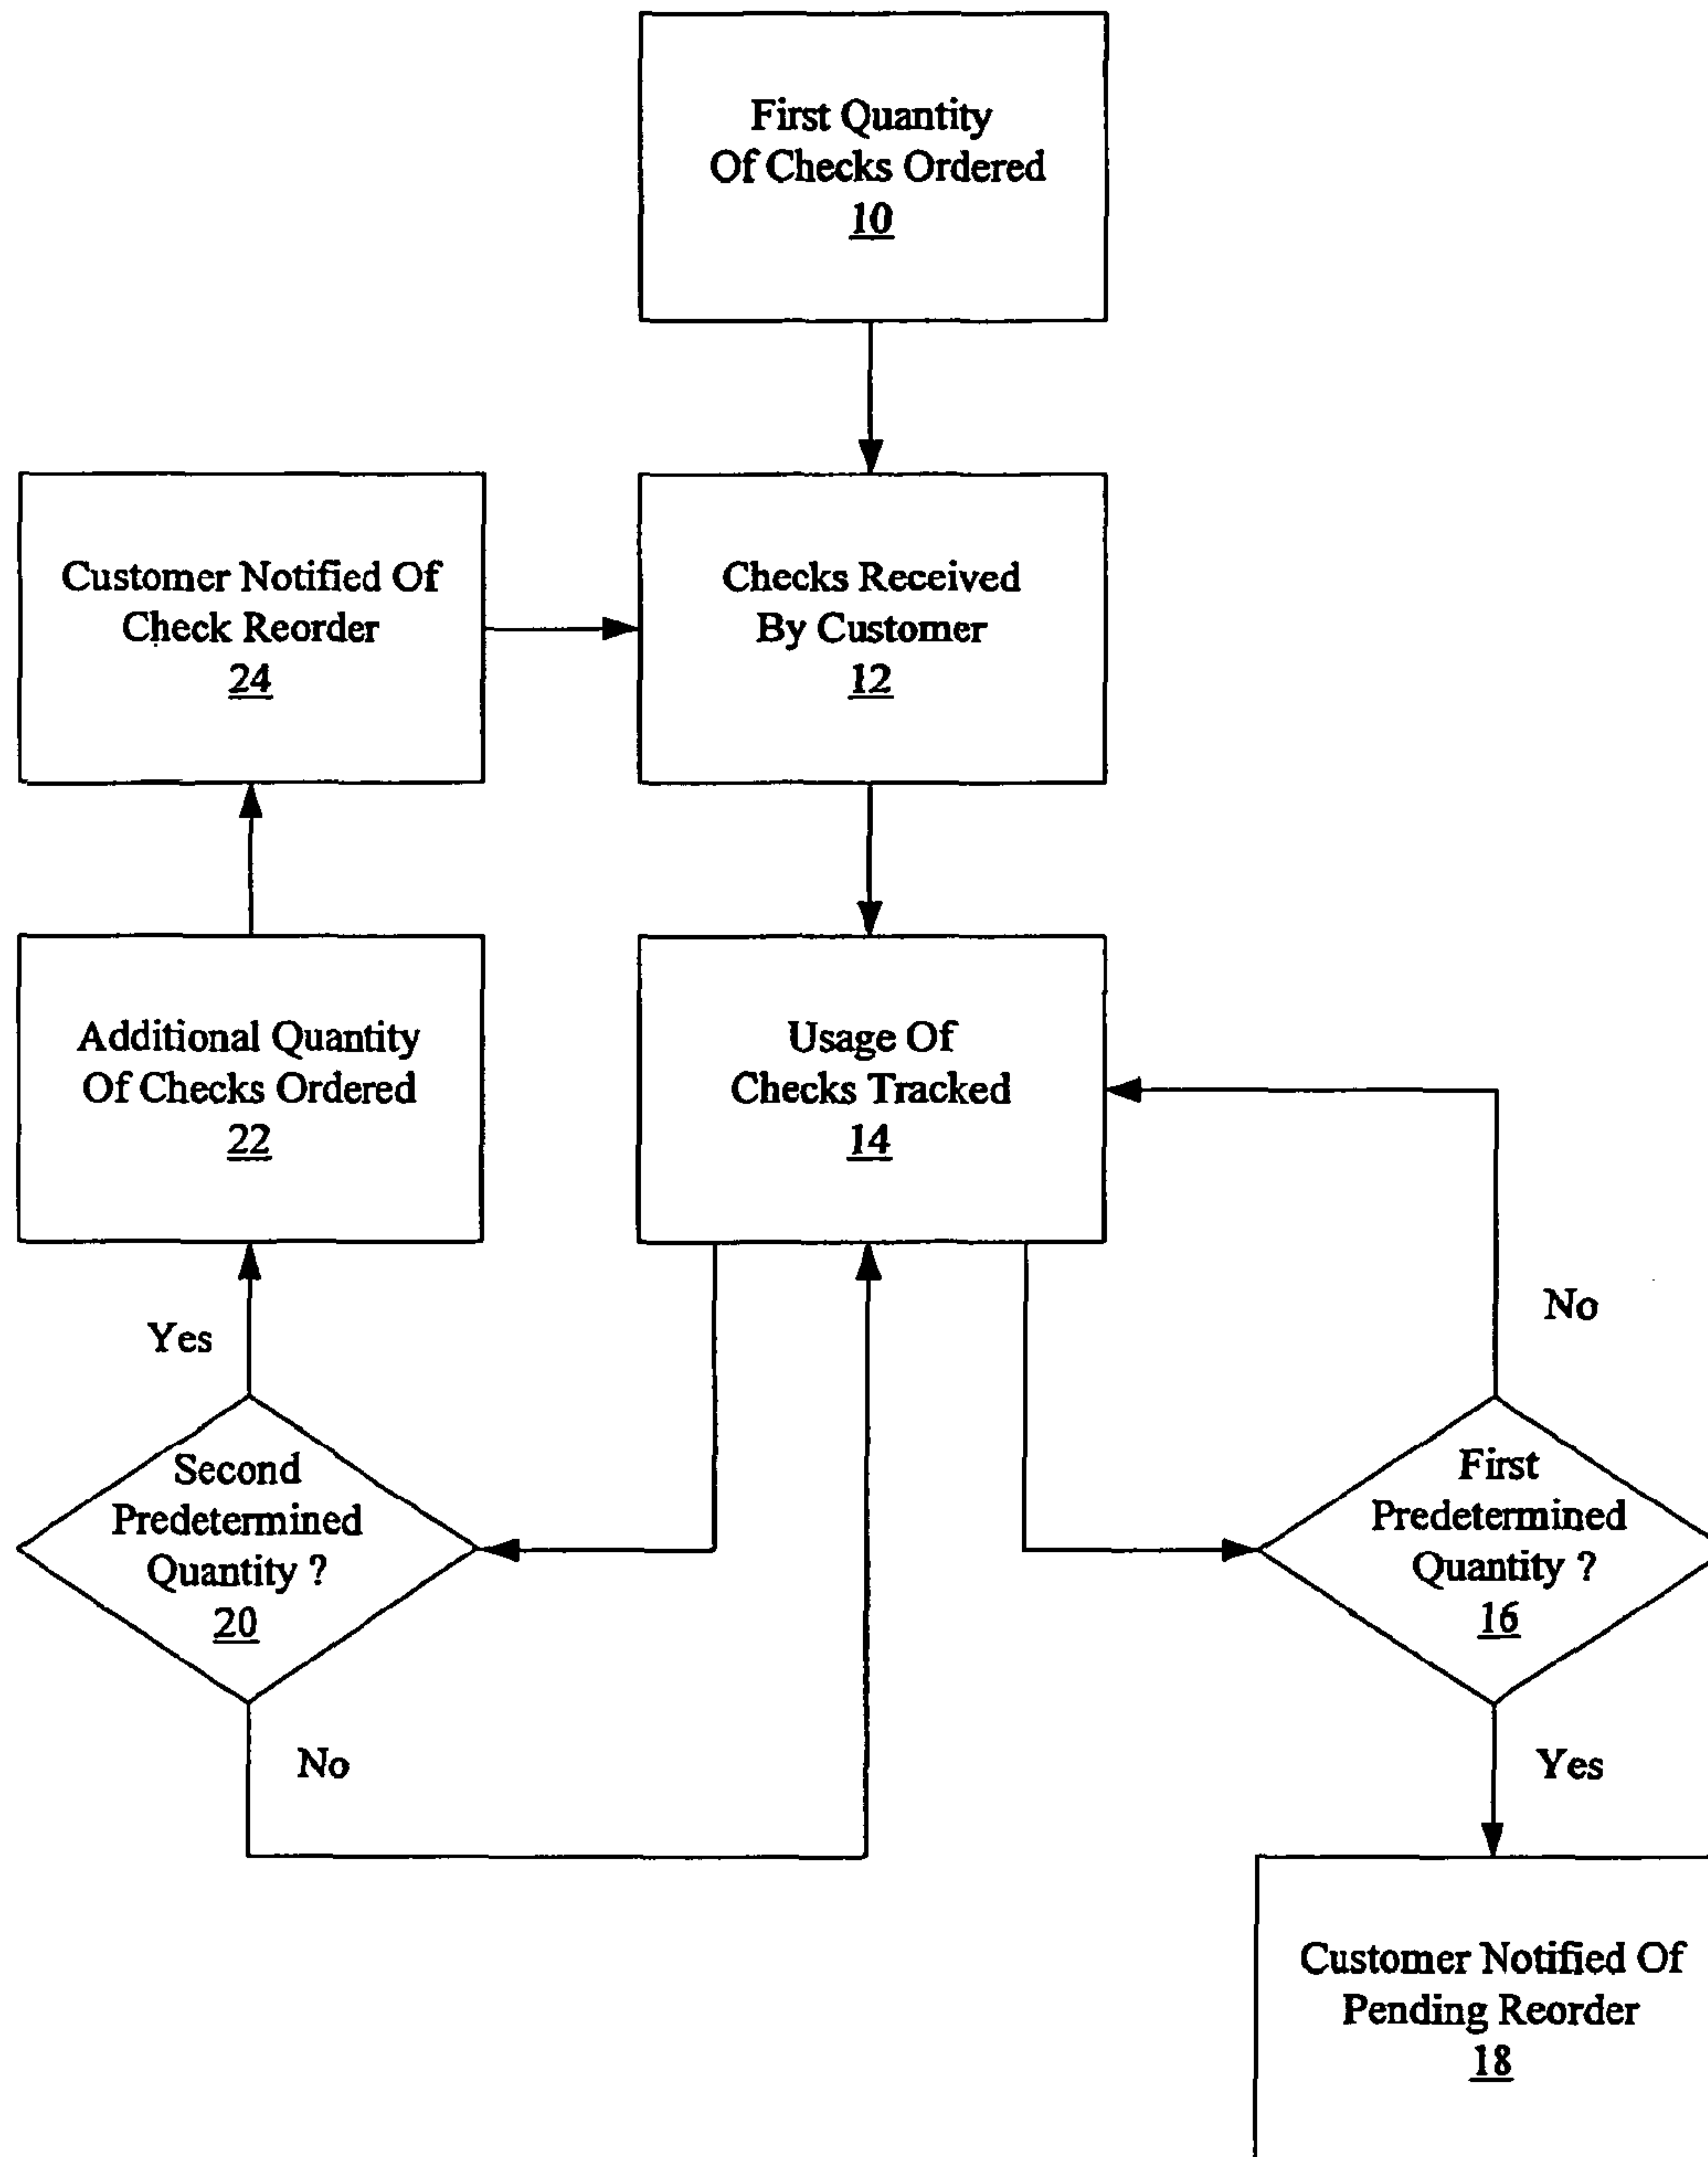 First Quantity
Of Checks Ordered
10
Customer Notified Of
Check Reorder
24
Checks Received
By Customer
12
Additional Quantity
Of Checks Ordered
22
Usage Of
Checks Tracked
14
No
Yes
Second
Predetermined
Quantity ?
20
First
Predetermined
Quantity ?
16
No
Yes
Customer Notified Of
Pending Reorder
18